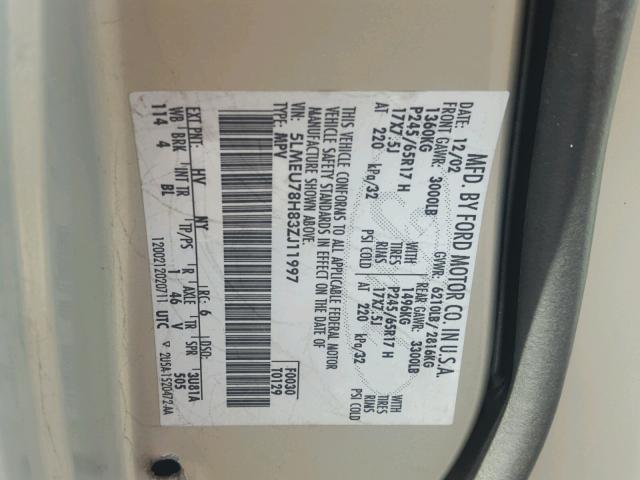 MFD. BY FORD MOTOR CO. IN U.S.A.
DATE: 12/02 GVWR: 6210LB/ 2816KG
FRONT GAWR: 3000LB REAR GAWR: 3300LB
1360KG WITH 1496KG WITH
P245/65R17 H TIRES P245/65R17 H TIRES
17X7.5J RIMS 17X7.5J RIMS
AT 220 kPa/32 PSI COLD AT 220 kPa/32 PSI COLD
THIS VEHICLE CONFORMS TO ALL APPLICABLE FEDERAL MOTOR
VEHICLE SAFETY STANDARDS IN EFFECT ON THE DATE OF
MANUFACTURE SHOWN ABOVE.
VIN: 5LMEU78H83ZJ11997 F0030
TYPE: MPV T0129
EXT PNT: HV NY RC: 6 DSO:
WB BRK INT TR TP/PS R AXLE TR SPR 3U81A
114 4 BL 1 46 V 505
12002120207011 UTC ▽ 2U5A 1520472-AA